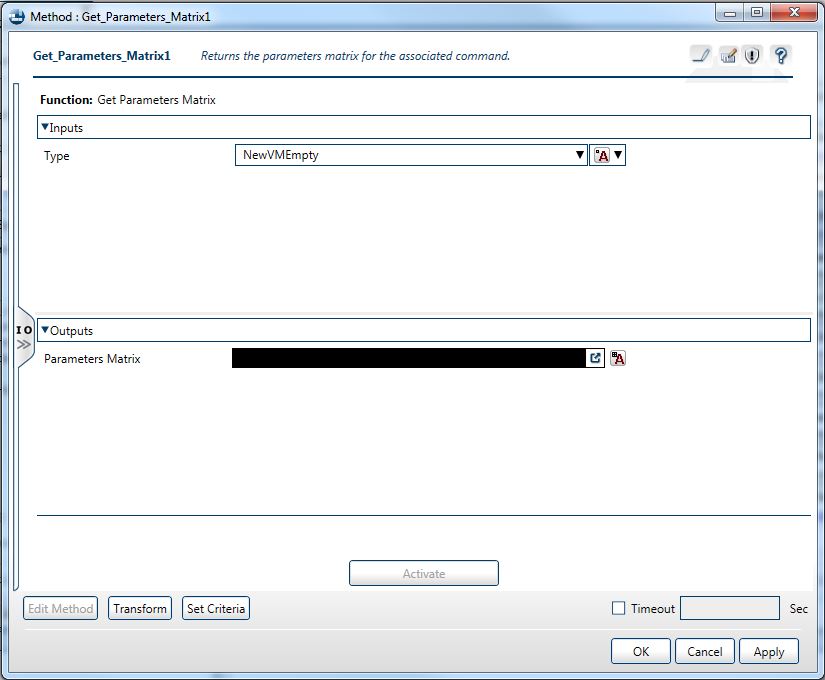 Method : Get_Parameters_Matrix1
Get_Parameters_Matrix1 Returns the parameters matrix for the associated command.
Function: Get Parameters Matrix
Inputs
Type NewVMEmpty A
I O
Outputs
Parameters Matrix A
Activate
Edit Method Transform Set Criteria Timeout Sec
OK Cancel Apply